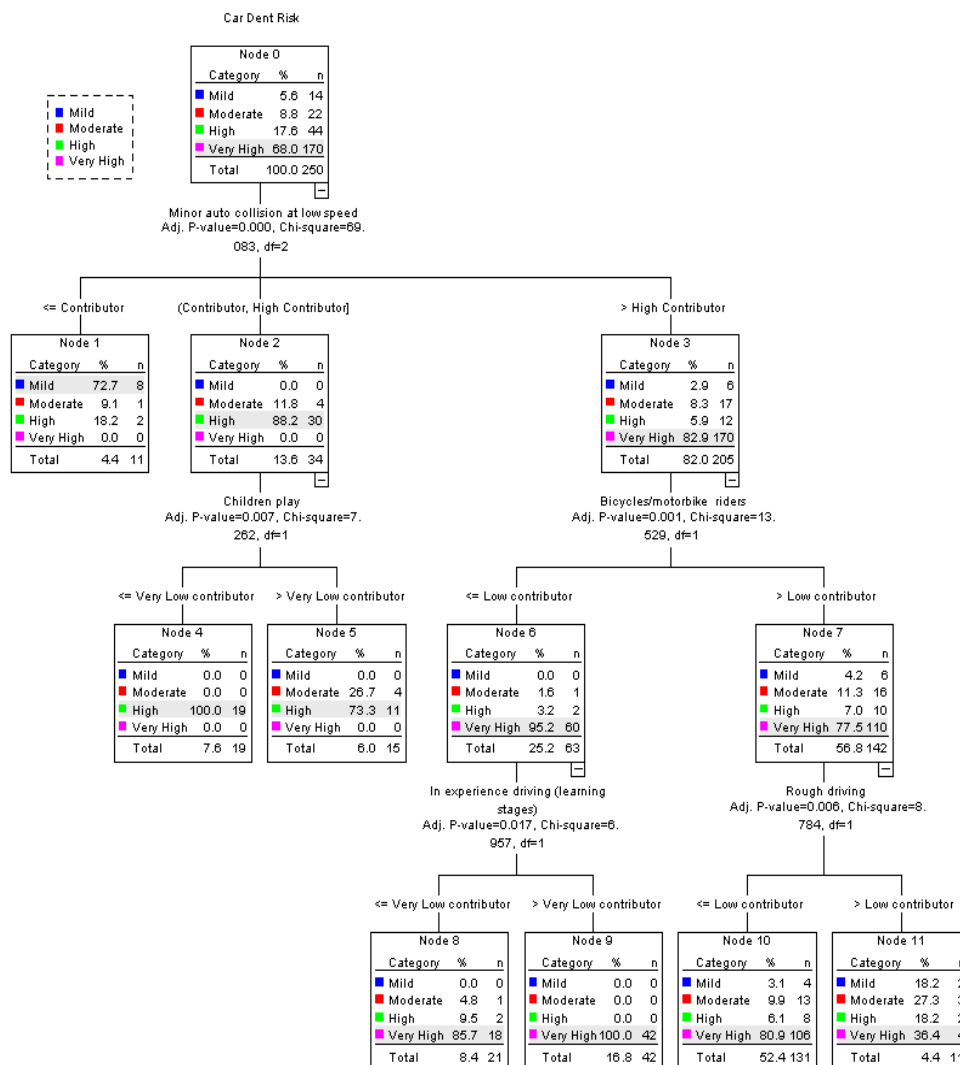 Car Dent Risk
Mild
Moderate
High
Very High
Node 0
Category % n
Mild 5.6 14
Moderate 8.8 22
High 17.6 44
Very High 68.0 170
Total 100.0 250
Minor auto collision at low speed
Adj. P-value=0.000, Chi-square=69.
083, df=2
<= Contributor
(Contributor, High Contributor]
> High Contributor
Node 1
Category % n
Mild 72.7 8
Moderate 9.1 1
High 18.2 2
Very High 0.0 0
Total 4.4 11
Node 2
Category % n
Mild 0.0 0
Moderate 11.8 4
High 88.2 30
Very High 0.0 0
Total 13.6 34
Node 3
Category % n
Mild 2.9 6
Moderate 8.3 17
High 5.9 12
Very High 82.9 170
Total 82.0 205
Children play
Adj. P-value=0.007, Chi-square=7.
262, df=1
Bicycles/motorbike riders
Adj. P-value=0.001, Chi-square=13.
529, df=1
<= Very Low contributor
> Very Low contributor
<= Low contributor
> Low contributor
Node 4
Category % n
Mild 0.0 0
Moderate 0.0 0
High 100.0 19
Very High 0.0 0
Total 7.6 19
Node 5
Category % n
Mild 0.0 0
Moderate 26.7 4
High 73.3 11
Very High 0.0 0
Total 6.0 15
Node 6
Category % n
Mild 0.0 0
Moderate 1.6 1
High 3.2 2
Very High 95.2 60
Total 25.2 63
Node 7
Category % n
Mild 4.2 6
Moderate 11.3 16
High 7.0 10
Very High 77.5 110
Total 56.8 142
In experience driving (learning
stages)
Adj. P-value=0.017, Chi-square=6.
957, df=1
Rough driving
Adj. P-value=0.006, Chi-square=8.
784, df=1
<= Very Low contributor
> Very Low contributor
<= Low contributor
> Low contributor
Node 8
Category % n
Mild 0.0 0
Moderate 4.8 1
High 9.5 2
Very High 85.7 18
Total 8.4 21
Node 9
Category % n
Mild 0.0 0
Moderate 0.0 0
High 0.0 0
Very High 100.0 42
Total 16.8 42
Node 10
Category % n
Mild 3.1 4
Moderate 9.9 13
High 6.1 8
Very High 80.9 106
Total 52.4 131
Node 11
Category %
Mild 18.2
Moderate 27.3
High 18.2
Very High 36.4
Total 4.4